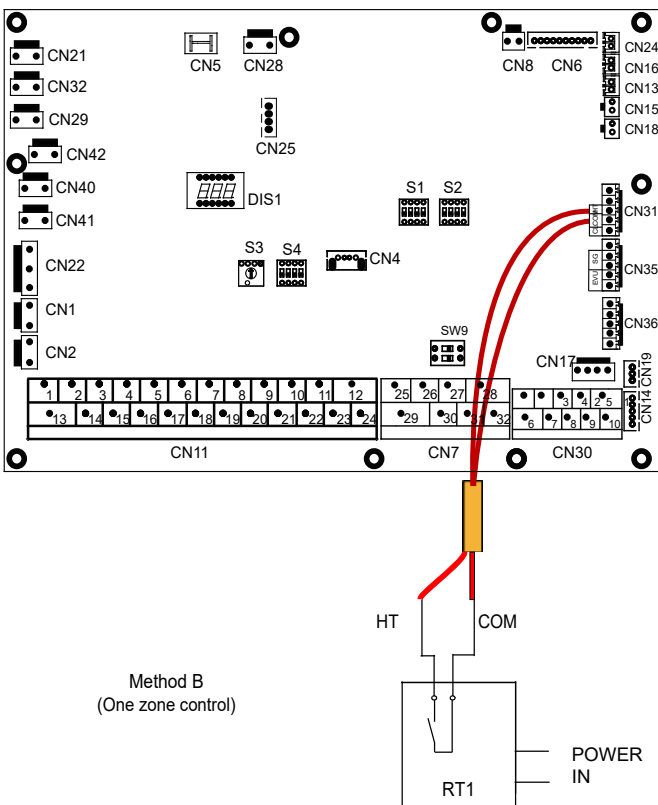 CN21
CN32
CN29
CN42
CN40
CN41
CN22
CN1
CN2
CN5
CN28
CN25
DIS1
CN8
CN6
CN24
CN16
CN13
CN15
CN18
S1
S2
S3
S4
CN4
CN31
SG
EVU
CN35
CN36
SW9
CN17
CN19
CN14
1 2 3 4 5 6 7 8 9 10 11 12
13 14 15 16 17 18 19 20 21 22 23 24
CN11
25 26 27 28
29 30 31 32
CN7
3 4 2 5 1
6 7 8 9 10
CN30
HT
COM
Method B
(One zone control)
POWER
IN
RT1